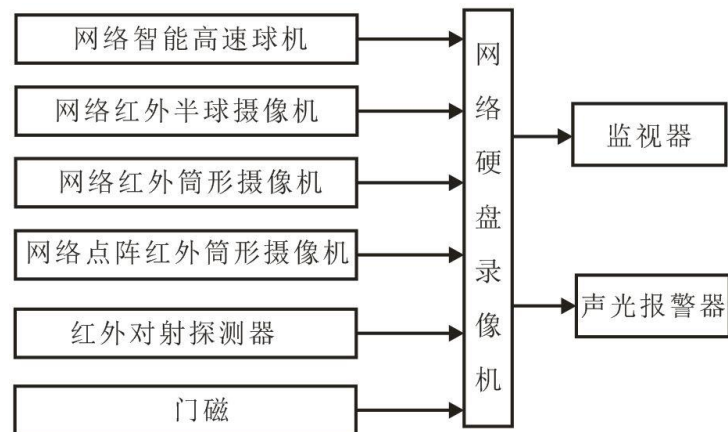 网络智能高速球机
网络红外半球摄像机
网络红外筒形摄像机
网络点阵红外筒形摄像机
红外对射探测器
门磁
网络硬盘录像机
监视器
声光报警器